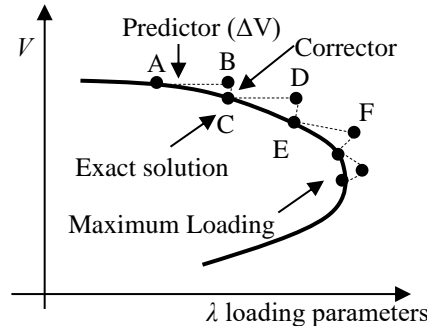 Predictor (ΔV)
V
A
B
Corrector
D
F
C
E
Exact solution
Maximum Loading
λ loading parameters